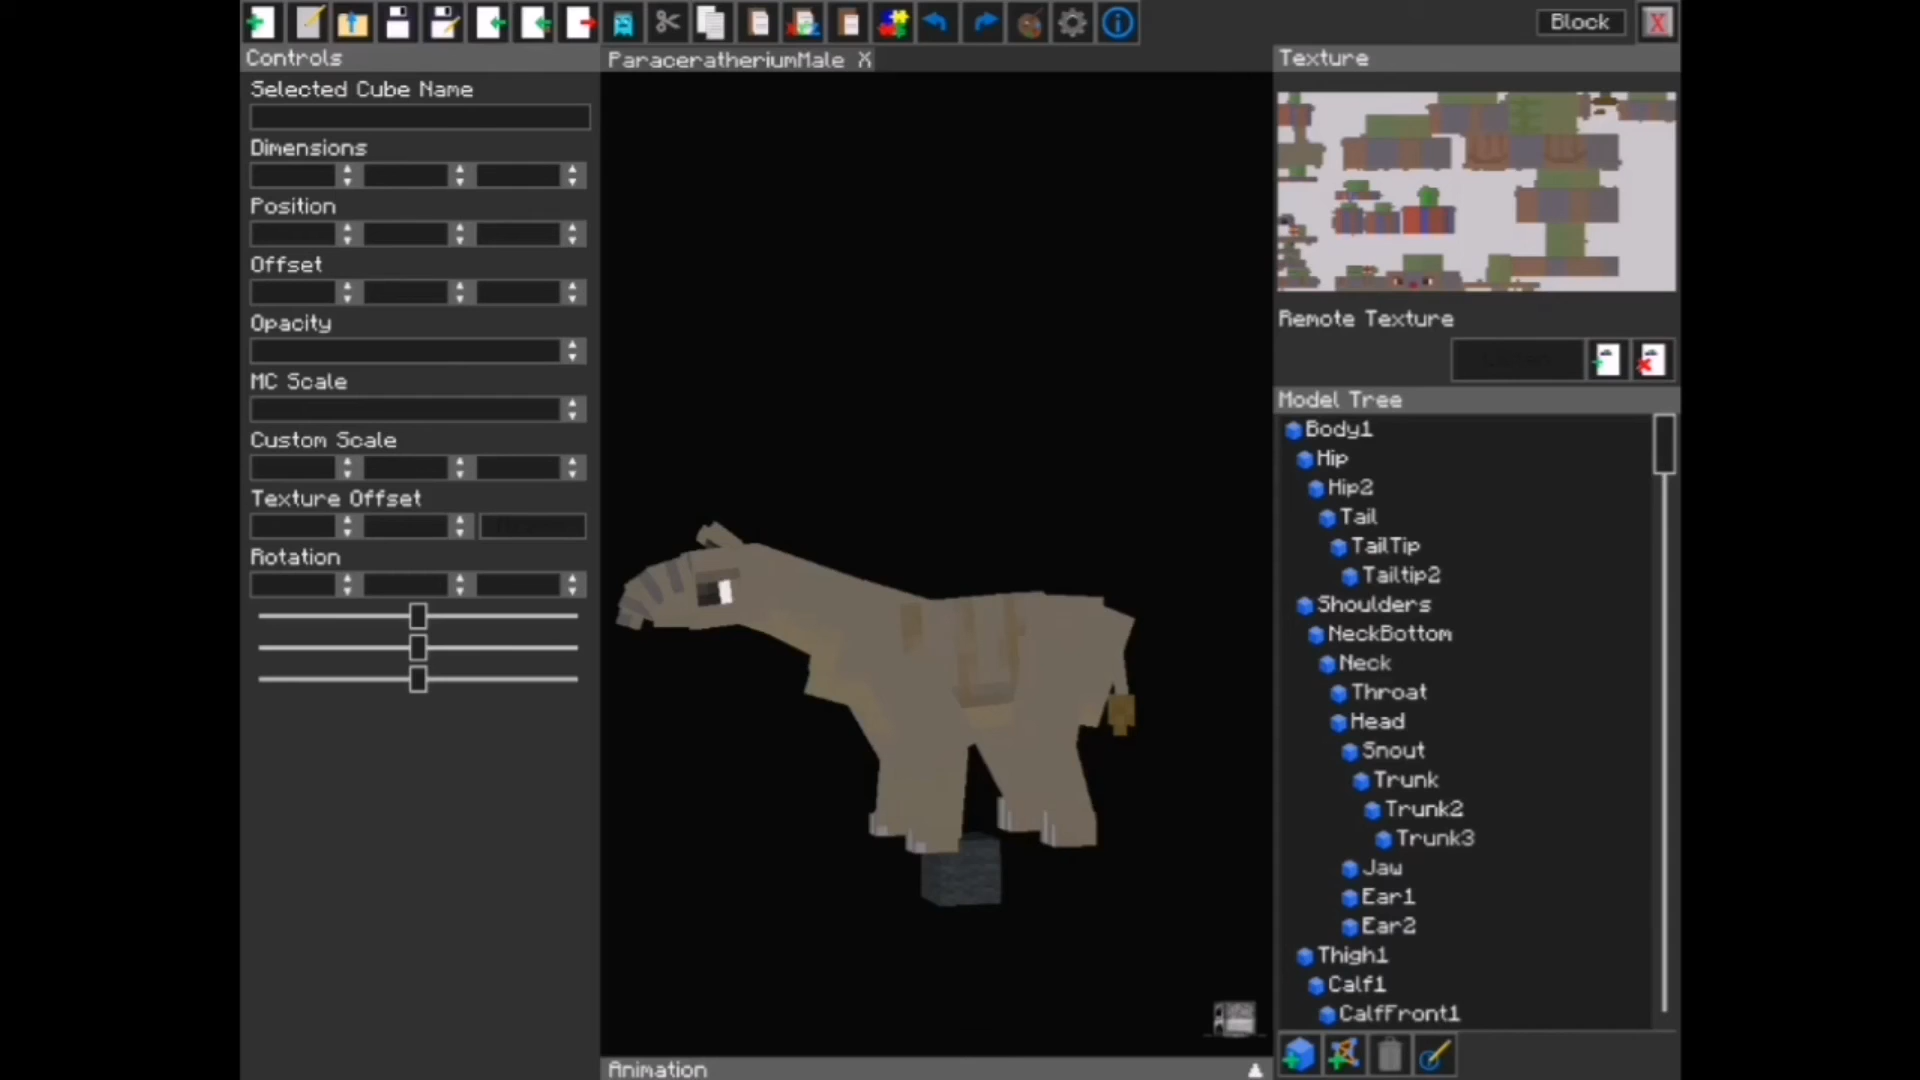 Block
X
Controls
ParaceratheriumMale X
Texture
Selected Cube Name
Dimensions
Position
Offset
Opacity
MC Scale
Custom Scale
Texture Offset
Rotation
Remote Texture
Model Tree
Body1
Hip
Hip2
Tail
TailTip
Tailtip2
Shoulders
NeckBottom
Neck
Throat
Head
Snout
Trunk
Trunk2
Trunk3
Jaw
Ear1
Ear2
Thigh1
Calf1
CalfFront1
Animation